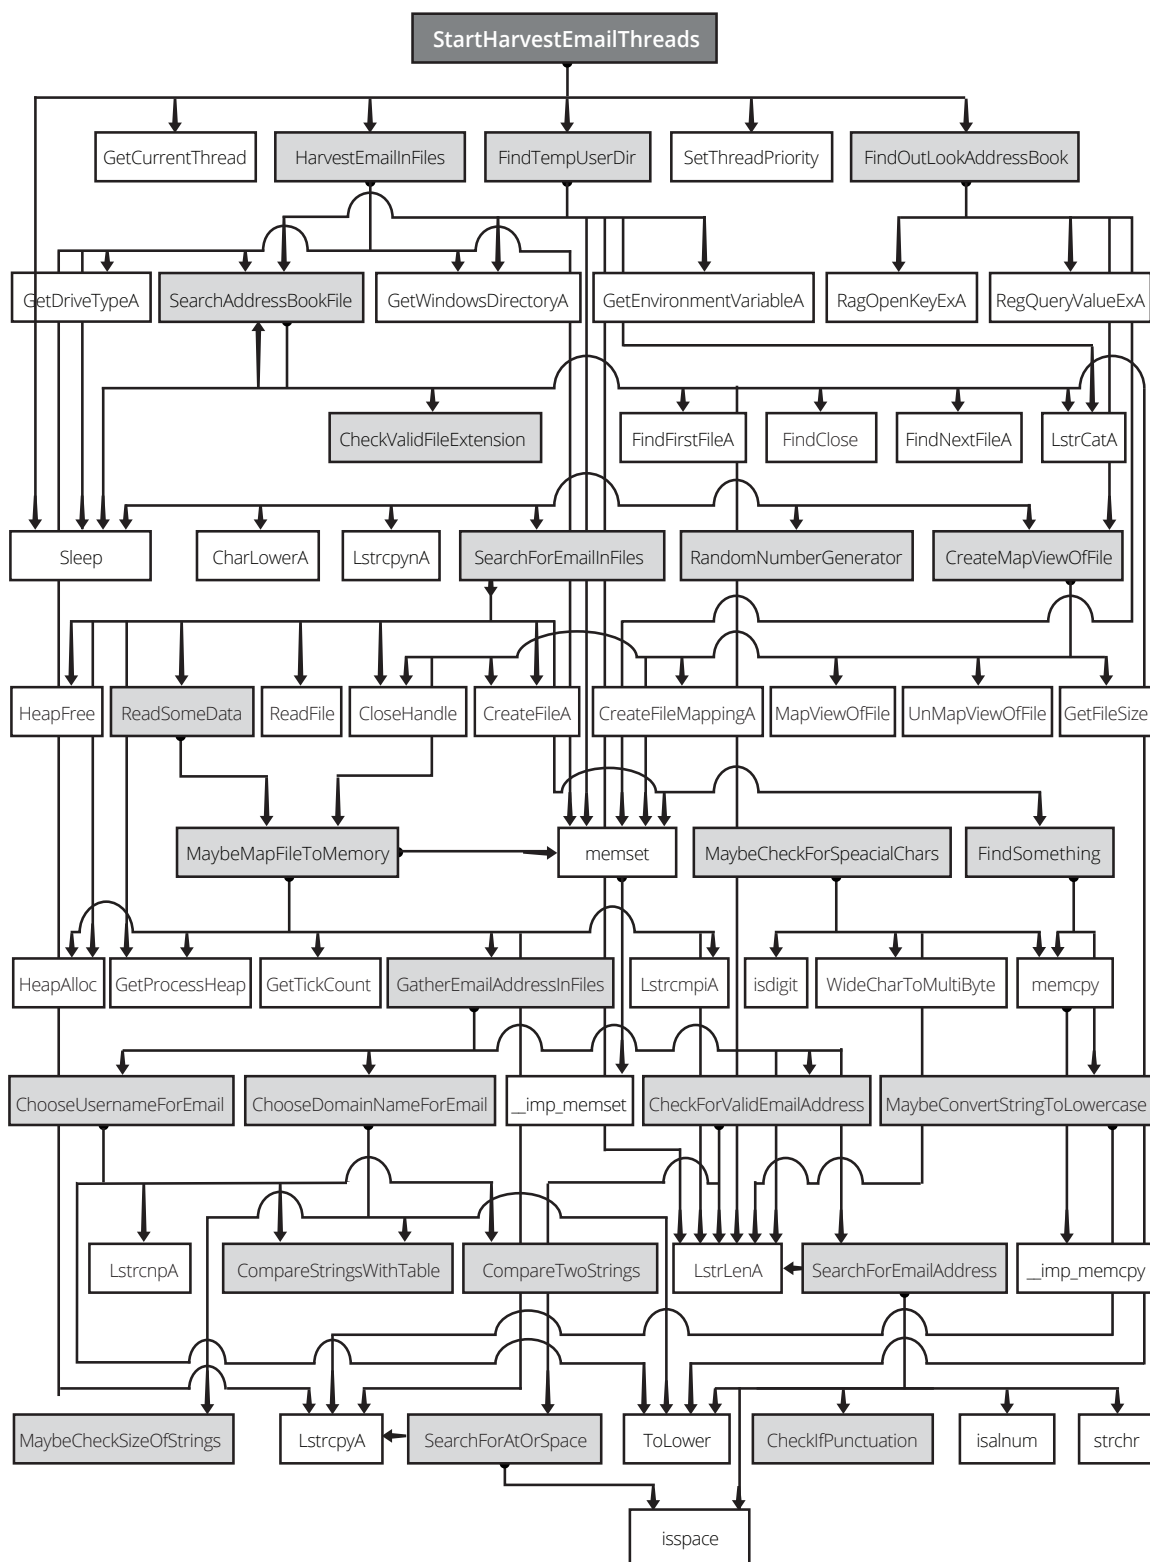 StartHarvestEmailThreads
GetCurrentThread
HarvestEmailInFiles
FindTempUserDir
SetThreadPriority
FindOutLookAddressBook
GetDriveTypeA
SearchAddressBookFile
GetWindowsDirectoryA
GetEnvironmentVariableA
RagOpenKeyExA
RegQueryValueExA
CheckValidFileExtension
FindFirstFileA
FindClose
FindNextFileA
LstrCatA
Sleep
CharLowerA
LstrcpynA
SearchForEmailInFiles
RandomNumberGenerator
CreateMapViewOfFile
HeapFree
ReadSomeData
ReadFile
CloseHandle
CreateFileA
CreateFileMappingA
MapViewOfFile
UnMapViewOfFile
GetFileSize
MaybeMapFileToMemory
memset
MaybeCheckForSpeacialChars
FindSomething
HeapAlloc
GetProcessHeap
GetTickCount
GatherEmailAddressInFiles
LstrcmpiA
isdigit
WideCharToMultiByte
memcpy
ChooseUsernameForEmail
ChooseDomainNameForEmail
__imp_memset
CheckForValidEmailAddress
MaybeConvertStringToLowercase
LstrcnpA
CompareStringsWithTable
CompareTwoStrings
LstrLenA
SearchForEmailAddress
__imp_memcpy
MaybeCheckSizeOfStrings
LstrcpyA
SearchForAtOrSpace
ToLower
CheckIfPunctuation
isalnum
strchr
isspace